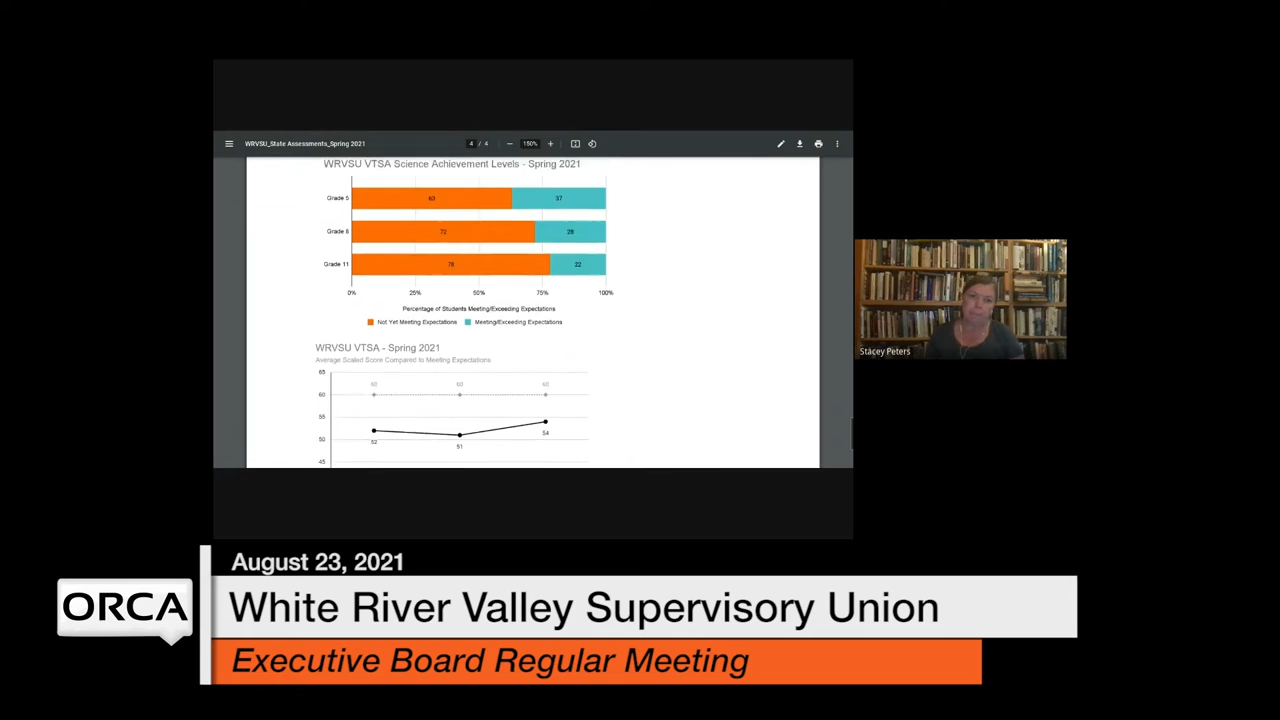 WRVSU_State Assessments_Spring 2021
4 / 4
150%
WRVSU VTSA Science Achievement Levels - Spring 2021
Grade 5
63
37
Grade 8
72
28
Grade 11
78
22
0%
25%
50%
75%
100%
Percentage of Students Meeting/Exceeding Expectations
Not Yet Meeting Expectations
Meeting/Exceeding Expectations
WRVSU VTSA - Spring 2021
Average Scaled Score Compared to Meeting Expectations
65
60
55
50
45
60
60
60
52
51
54
Stacey Peters
August 23, 2021
ORCA
White River Valley Supervisory Union
Executive Board Regular Meeting